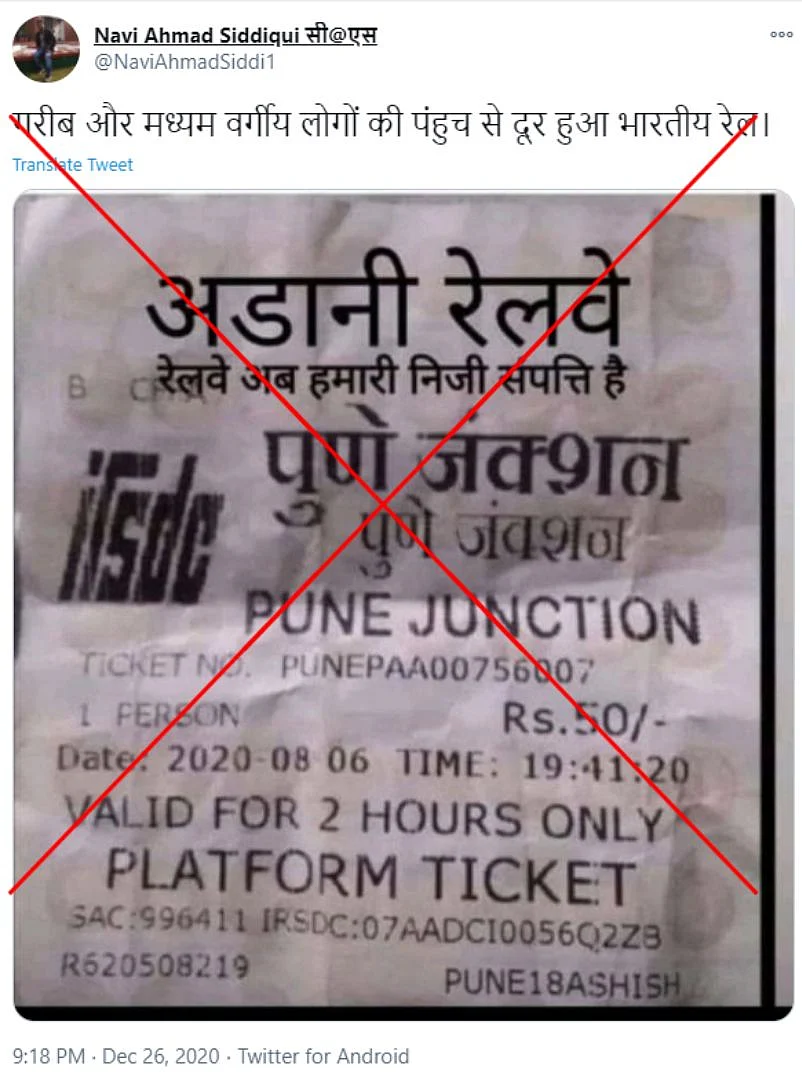 Navi Ahmad Siddiqui सी@एस
@NaviAhmadSiddi1
गरीब और मध्यम वर्गीय लोगों की पंहुच से दूर हुआ भारतीय रेल।
Translate Tweet
अडानी रेलवे
रेलवे अब हमारी निजी संपत्ति है
पुणे जंक्शन
irsdc
पुणे जंक्शन
PUNE JUNCTION
TICKET NO. PUNEPAA00756007
1 PERSON Rs.50/-
Date: 2020-08-06 TIME: 19:41:20
VALID FOR 2 HOURS ONLY
PLATFORM TICKET
SAC:996411 IRSDC:07AADCI0056Q2ZB
R620508219 PUNE18ASHISH
9:18 PM · Dec 26, 2020 · Twitter for Android